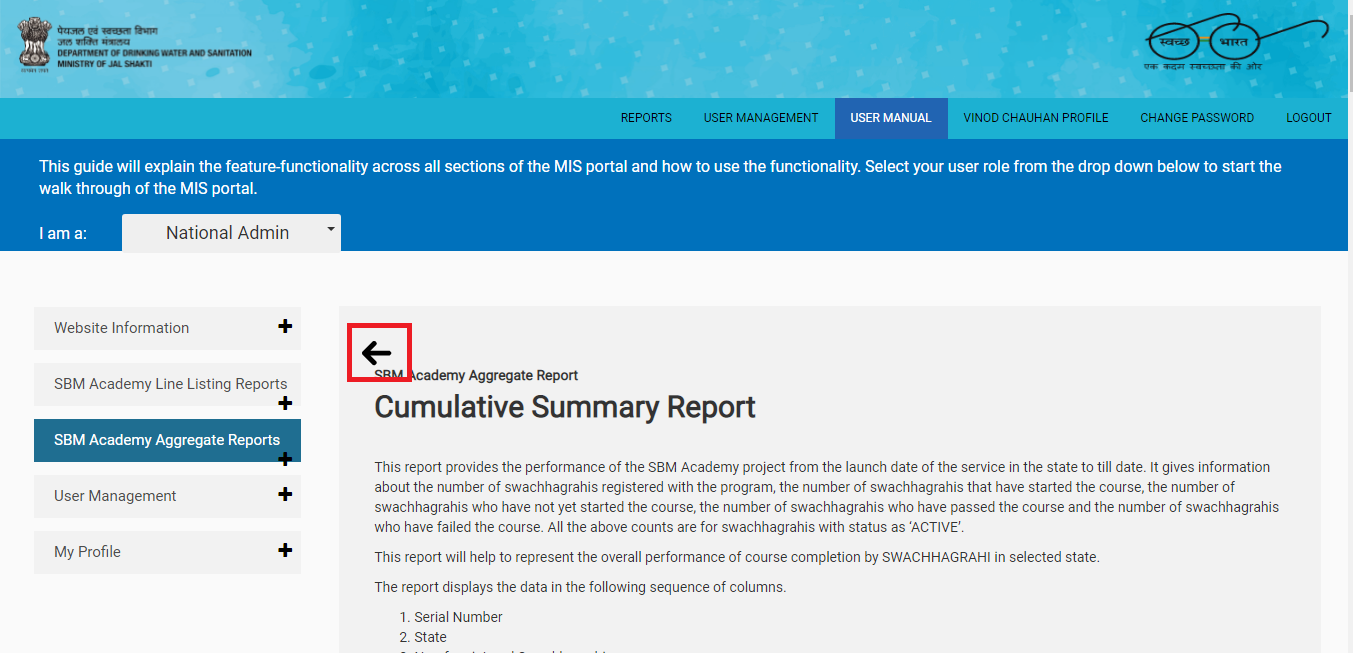 पेयजल एवं स्वच्छता विभाग
जल शक्ति मंत्रालय
DEPARTMENT OF DRINKING WATER AND SANITATION
MINISTRY OF JAL SHAKTI
स्वच्छ भारत
एक कदम स्वच्छता की ओर
REPORTS USER MANAGEMENT USER MANUAL VINOD CHAUHAN PROFILE CHANGE PASSWORD LOGOUT
This guide will explain the feature-functionality across all sections of the MIS portal and how to use the functionality. Select your user role from the drop down below to start the
walk through of the MIS portal.
I am a: National Admin
Website Information
SBM Academy Line Listing Reports
SBM Academy Aggregate Reports
User Management
My Profile
SBM Academy Aggregate Report
Cumulative Summary Report
This report provides the performance of the SBM Academy project from the launch date of the service in the state to till date. It gives information
about the number of swachhagrahis registered with the program, the number of swachhagrahis that have started the course, the number of
swachhagrahis who have not yet started the course, the number of swachhagrahis who have passed the course and the number of swachhagrahis
who have failed the course. All the above counts are for swachhagrahis with status as ‘ACTIVE’.
This report will help to represent the overall performance of course completion by SWACHHAGRAHI in selected state.
The report displays the data in the following sequence of columns.
1. Serial Number
2. State